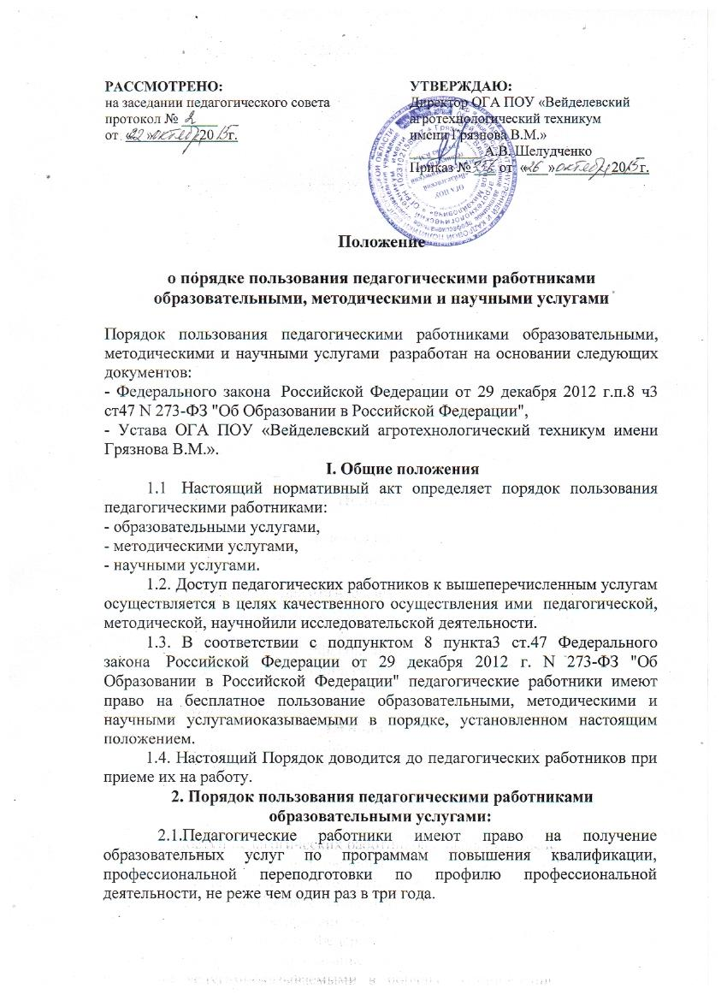 РАССМОТРЕНО:
на заседании педагогического совета
протокол № 2
от «22» октября 2015г.
УТВЕРЖДАЮ:
Директор ОГА ПОУ «Вейделевский
агротехнологический техникум
имени Грязнова В.М.»
А.В. Шелудченко
Приказ № от «26» октября 2015г.
Положение
о порядке пользования педагогическими работниками
образовательными, методическими и научными услугами
Порядок пользования педагогическими работниками образовательными,
методическими и научными услугами разработан на основании следующих
документов:
- Федерального закона Российской Федерации от 29 декабря 2012 г.п.8 ч3
ст47 N 273-ФЗ "Об Образовании в Российской Федерации",
- Устава ОГА ПОУ «Вейделевский агротехнологический техникум имени
Грязнова В.М.».
I. Общие положения
1.1 Настоящий нормативный акт определяет порядок пользования
педагогическими работниками:
- образовательными услугами,
- методическими услугами,
- научными услугами.
1.2. Доступ педагогических работников к вышеперечисленным услугам
осуществляется в целях качественного осуществления ими педагогической,
методической, научнойили исследовательской деятельности.
1.3. В соответствии с подпунктом 8 пункта3 ст.47 Федерального
закона Российской Федерации от 29 декабря 2012 г. N 273-ФЗ "Об
Образовании в Российской Федерации" педагогические работники имеют
право на бесплатное пользование образовательными, методическими и
научными услугамиоказываемыми в порядке, установленном настоящим
положением.
1.4. Настоящий Порядок доводится до педагогических работников при
приеме их на работу.
2. Порядок пользования педагогическими работниками
образовательными услугами:
2.1.Педагогические работники имеют право на получение
образовательных услуг по программам повышения квалификации,
профессиональной переподготовки по профилю профессиональной
деятельности, не реже чем один раз в три года.